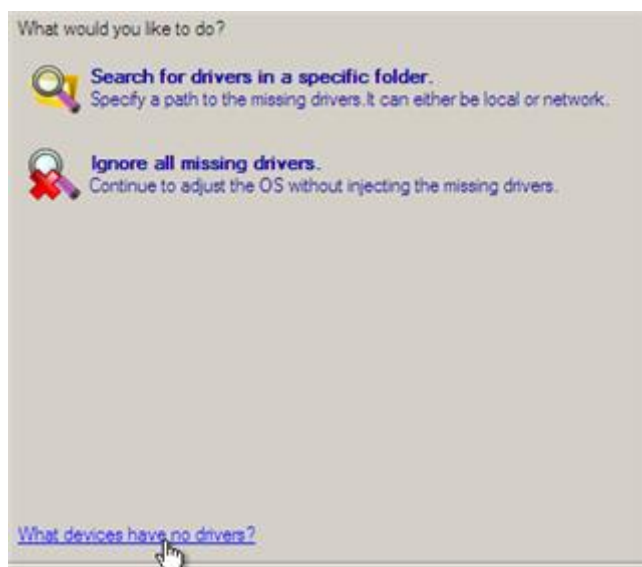 What would you like to do?
Search for drivers in a specific folder.
Specify a path to the missing drivers.It can either be local or network.
Ignore all missing drivers.
Continue to adjust the OS without injecting the missing drivers.
What devices have no drivers?